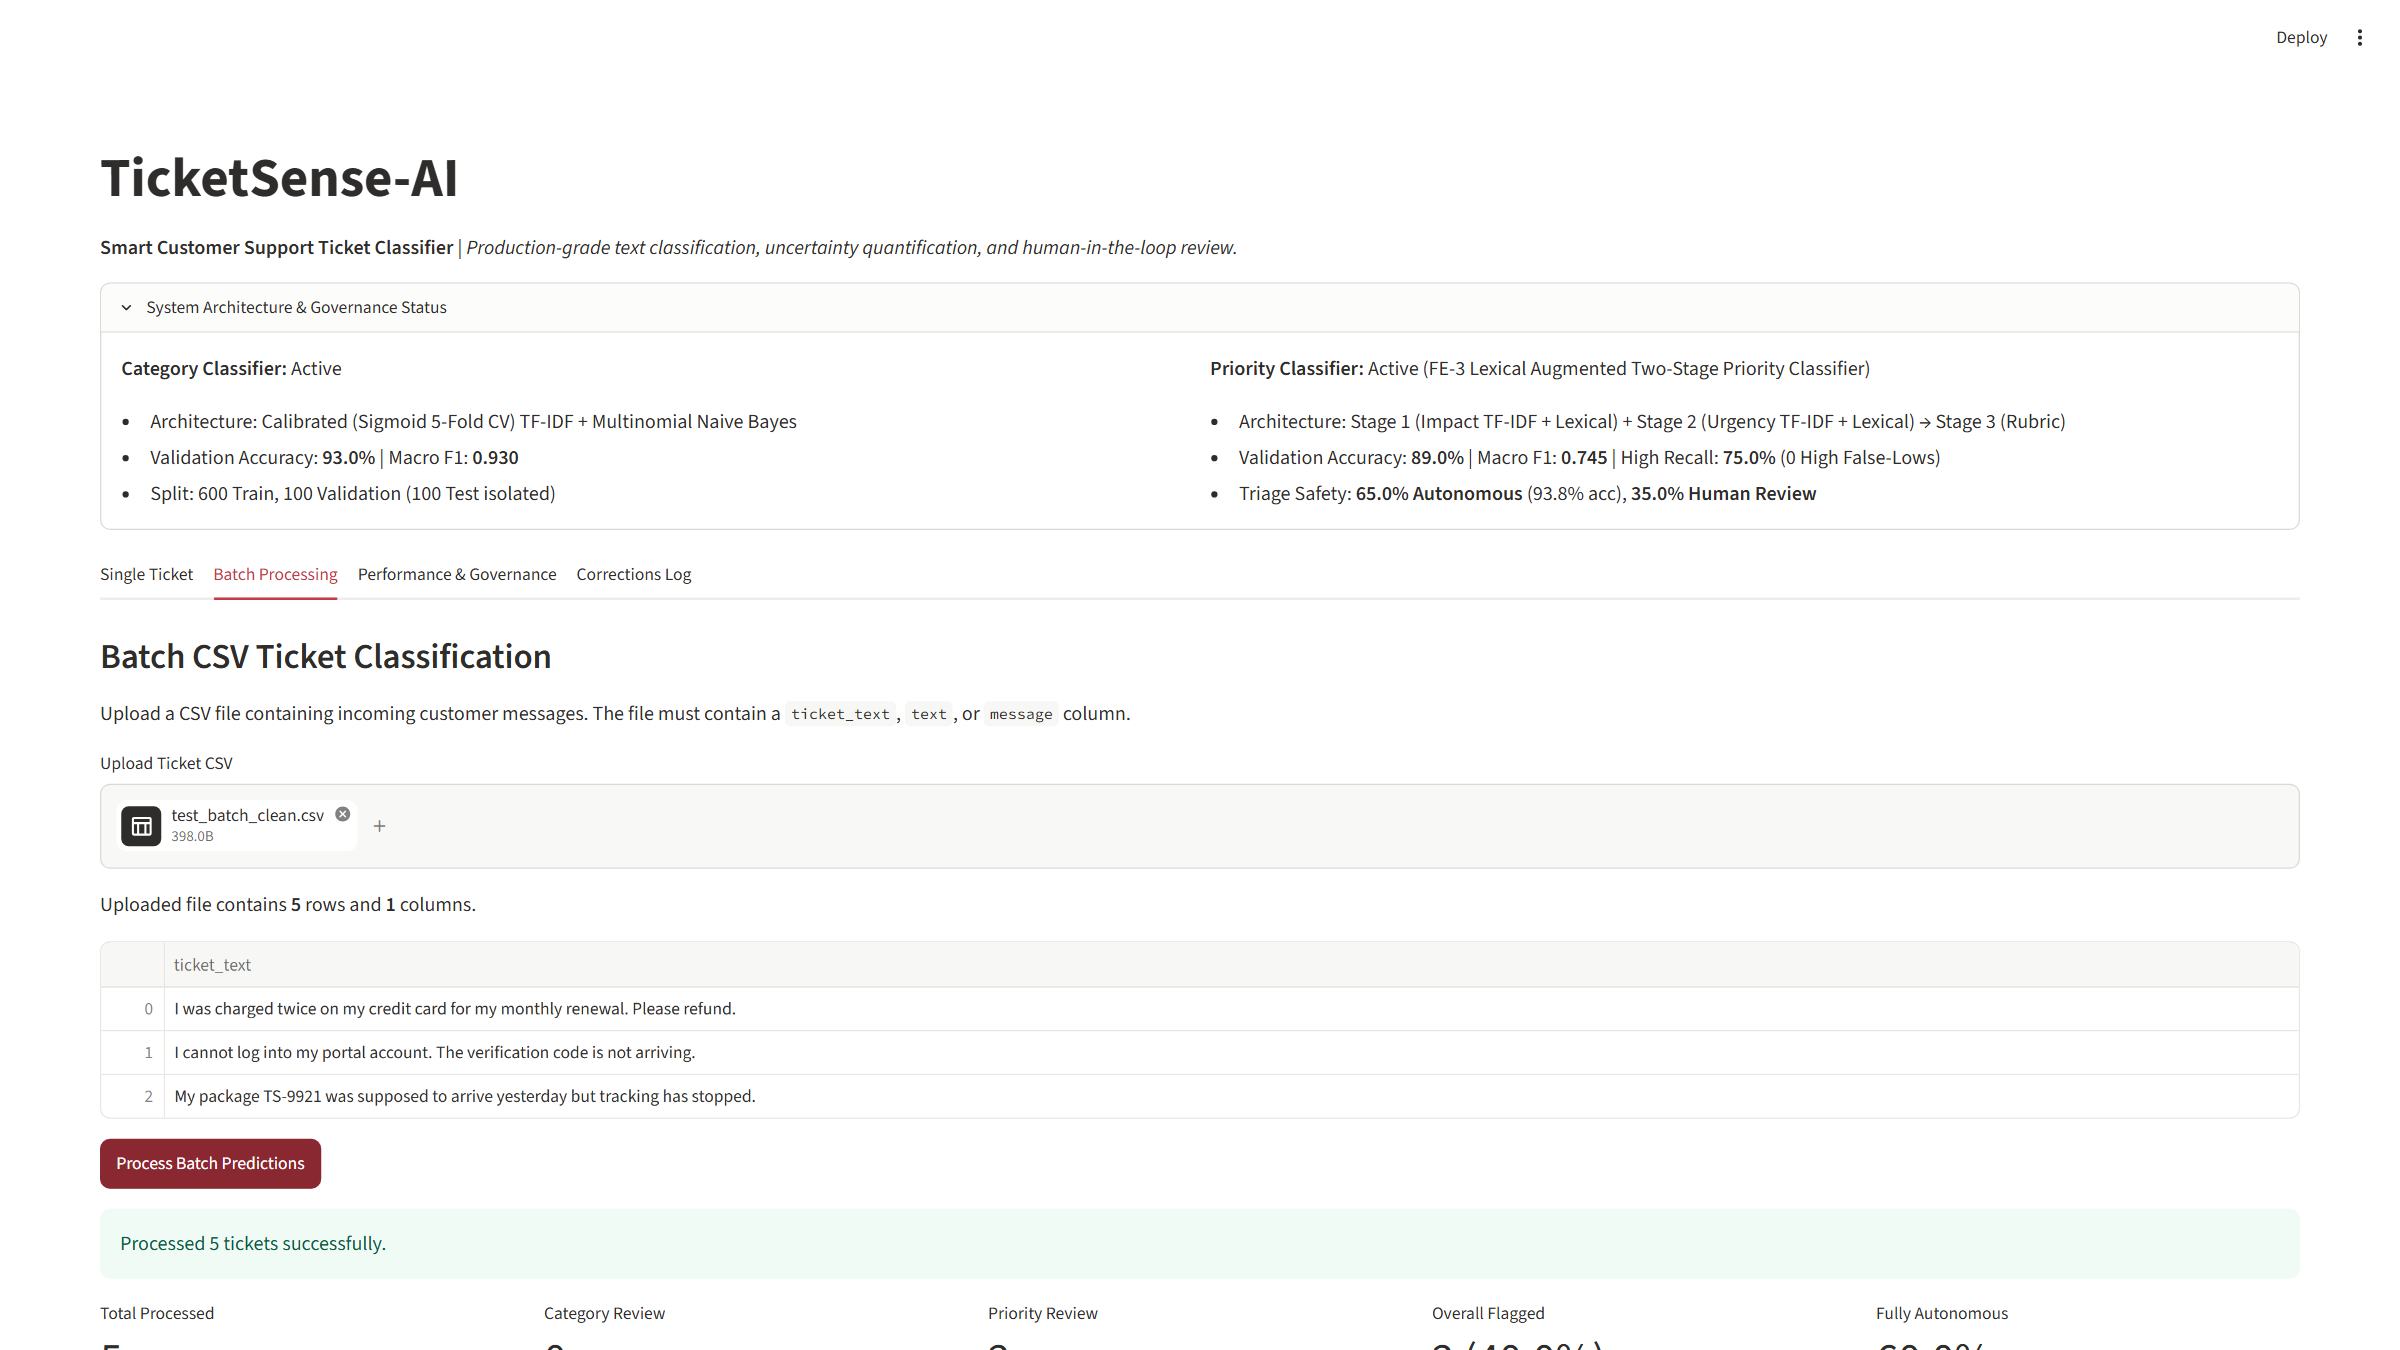 Deploy
TicketSense-AI
Smart Customer Support Ticket Classifier | Production-grade text classification, uncertainty quantification, and human-in-the-loop review.
System Architecture & Governance Status
Category Classifier: Active
• Architecture: Calibrated (Sigmoid 5-Fold CV) TF-IDF + Multinomial Naive Bayes
• Validation Accuracy: 93.0% | Macro F1: 0.930
• Split: 600 Train, 100 Validation (100 Test isolated)
Priority Classifier: Active (FE-3 Lexical Augmented Two-Stage Priority Classifier)
• Architecture: Stage 1 (Impact TF-IDF + Lexical) + Stage 2 (Urgency TF-IDF + Lexical) → Stage 3 (Rubric)
• Validation Accuracy: 89.0% | Macro F1: 0.745 | High Recall: 75.0% (0 High False-Lows)
• Triage Safety: 65.0% Autonomous (93.8% acc), 35.0% Human Review
Single Ticket Batch Processing Performance & Governance Corrections Log
Batch CSV Ticket Classification
Upload a CSV file containing incoming customer messages. The file must contain a ticket_text, text, or message column.
Upload Ticket CSV
test_batch_clean.csv
398.0B
Uploaded file contains 5 rows and 1 columns.
ticket_text
0 I was charged twice on my credit card for my monthly renewal. Please refund.
1 I cannot log into my portal account. The verification code is not arriving.
2 My package TS-9921 was supposed to arrive yesterday but tracking has stopped.
Process Batch Predictions
Processed 5 tickets successfully.
Total Processed Category Review Priority Review Overall Flagged Fully Autonomous